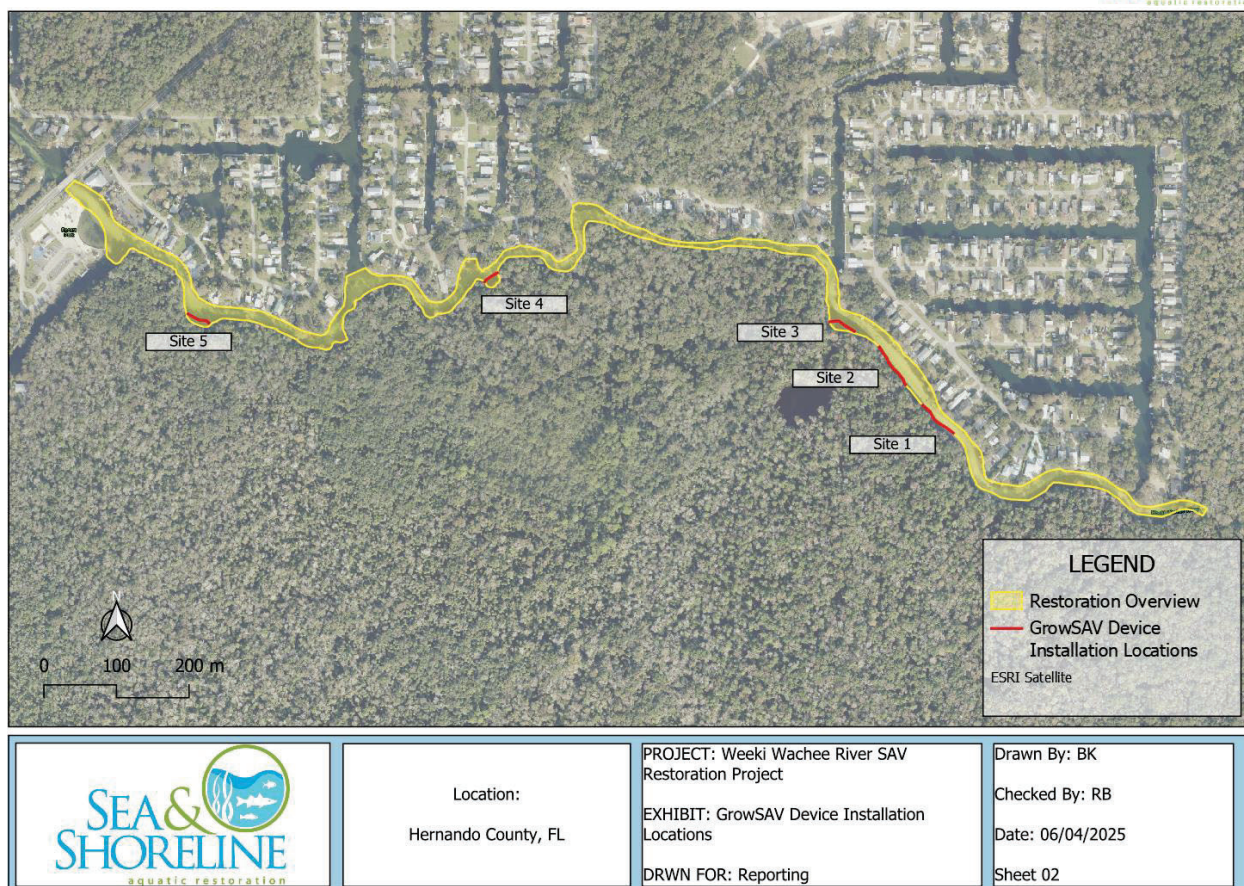 aquatic restoration
Site 4
Site 5
Site 3
Site 2
Site 1
N
0 100 200 m
LEGEND
Restoration Overview
GrowSAV Device
Installation Locations
ESRI Satellite
SEA &
SHORELINE
aquatic restoration
Location:
Hernando County, FL
PROJECT: Weeki Wachee River SAV
Restoration Project
EXHIBIT: GrowSAV Device Installation
Locations
DRWN FOR: Reporting
Drawn By: BK
Checked By: RB
Date: 06/04/2025
Sheet 02